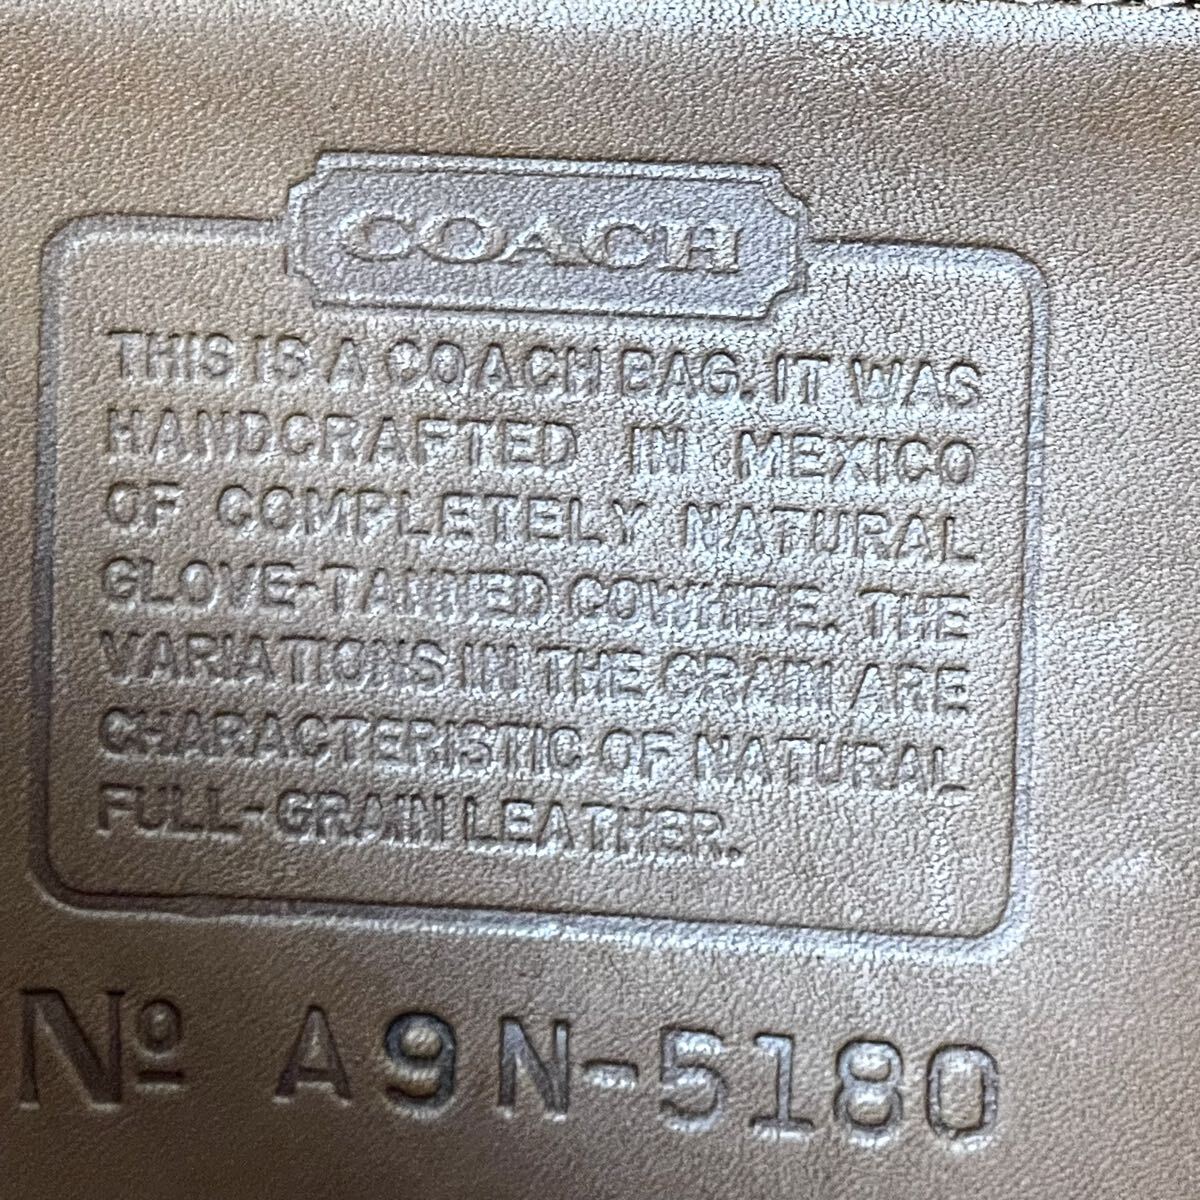 COACH
THIS IS A COACH BAG. IT WAS
HANDCRAFTED IN MEXICO
OF COMPLETELY NATURAL
GLOVE-TANNED COWHIDE. THE
VARIATIONS IN THE GRAIN ARE
CHARACTERISTIC OF NATURAL
FULL-GRAIN LEATHER.
Nº A9N-5180